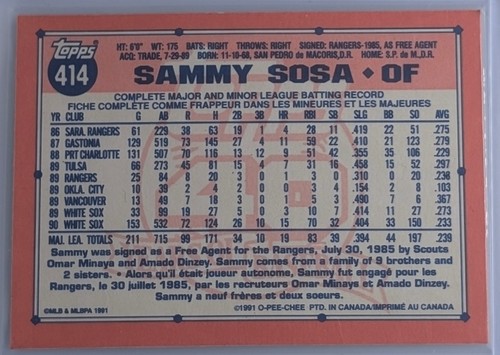 Topps
414
HT: 6'0" WT: 175 BATS: RIGHT THROWS: RIGHT SIGNED: RANGERS-1985, AS FREE AGENT
ACQ: TRADE, 7-29-89 BORN: 11-10-68, SAN PEDRO de MACORIS,D.R. HOME: S.P. de M.,D.R.
SAMMY SOSA • OF
COMPLETE MAJOR AND MINOR LEAGUE BATTING RECORD
FICHE COMPLÈTE COMME FRAPPEUR DANS LES MINEURES ET LES MAJEURES
YR CLUB G AB R H 2B 3B HR RBI SB SLG BB SO AVG
86 SARA. RANGERS 61 229 38 63 19 1 4 28 11 .419 22 51 .275
87 GASTONIA 129 519 73 145 27 4 11 59 22 .408 21 123 .279
88 PRT CHARLOTTE 131 507 70 116 13 12 9 51 42 .355 35 106 .229
89 TULSA 66 273 45 81 15 4 7 31 16 .458 15 52 .297
89 RANGERS 25 84 8 20 3 0 1 3 0 .310 0 20 .238
89 OKLA. CITY 10 39 2 4 2 0 0 3 4 .154 2 8 .103
89 VANCOUVER 13 49 7 18 3 0 1 5 3 .490 7 6 .367
89 WHITE SOX 33 99 19 27 5 0 3 10 7 .414 11 27 .273
90 WHITE SOX 153 532 72 124 26 10 15 70 32 .404 33 150 .233
MAJ. LEA. TOTALS 211 715 99 171 34 10 19 83 39 .394 44 197 .239
Sammy was signed as a Free Agent for the Rangers, July 30, 1985 by Scouts
Omar Minaya and Amado Dinzey. Sammy comes from a family of 9 brothers and
2 sisters. • Alors qu'il était joueur autonome, Sammy fut engagé pour les
Rangers, le 30 juillet 1985, par les recruteurs Omar Minaya et Amado Dinzey.
Sammy a neuf frères et deux soeurs.
©MLB & MLBPA 1991
©1991 O-PEE-CHEE PTD. IN CANADA/IMPRIMÉ AU CANADA